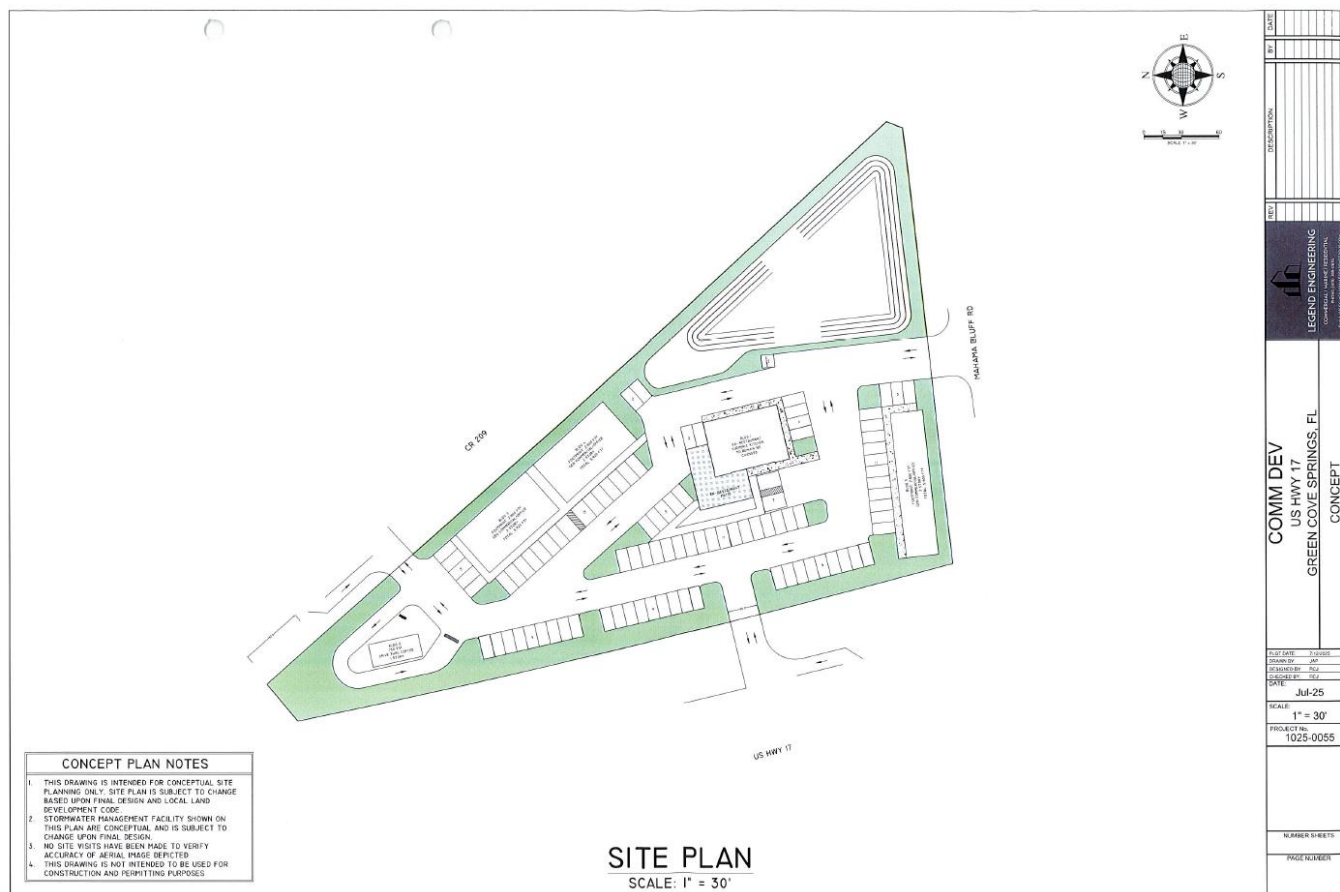 E
N
S
W
SCALE: 1" = 30'
CR 209
MAHAMA BLUFF RD
US HWY 17
CONCEPT PLAN NOTES
1. THIS DRAWING IS INTENDED FOR CONCEPTUAL SITE
PLANNING ONLY. SITE PLAN IS SUBJECT TO CHANGE
BASED UPON FINAL DESIGN AND LOCAL LAND
DEVELOPMENT CODE.
2. STORMWATER MANAGEMENT FACILITY SHOWN ON
THIS PLAN ARE CONCEPTUAL AND IS SUBJECT TO
CHANGE UPON FINAL DESIGN.
3. NO SITE VISITS HAVE BEEN MADE TO VERIFY
ACCURACY OF AERIAL IMAGE DEPICTED
4. THIS DRAWING IS NOT INTENDED TO BE USED FOR
CONSTRUCTION AND PERMITTING PURPOSES
SITE PLAN
SCALE: 1" = 30'
DATE
BY
DESCRIPTION
REV
LEGEND ENGINEERING
COMM DEV
US HWY 17
GREEN COVE SPRINGS, FL
CONCEPT
PLOT DATE
DRAWN BY
DESIGNED BY
CHECKED BY
DATE:
Jul-25
SCALE:
1" = 30'
PROJECT No.
1025-0055
NUMBER SHEETS
PAGE NUMBER